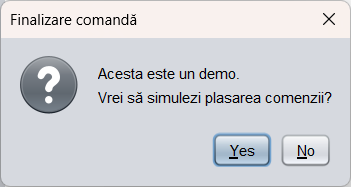 Finalizare comandă
Acesta este un demo.
Vrei să simulezi plasarea comenzii?
Yes
No